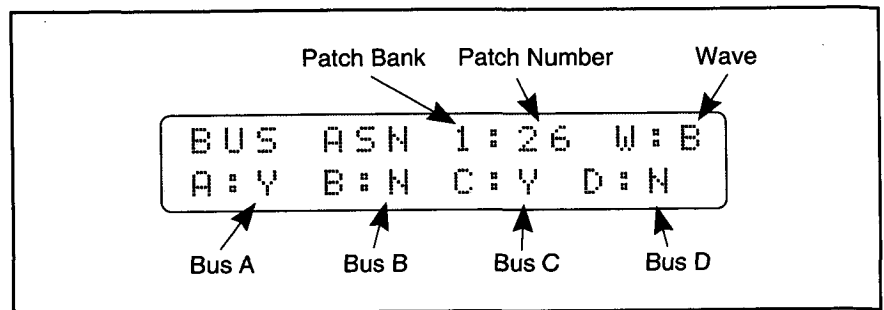 Patch Bank Patch Number Wave
BUS ASN 1:26 W:B
A:Y B:N C:Y D:N
Bus A Bus B Bus C Bus D